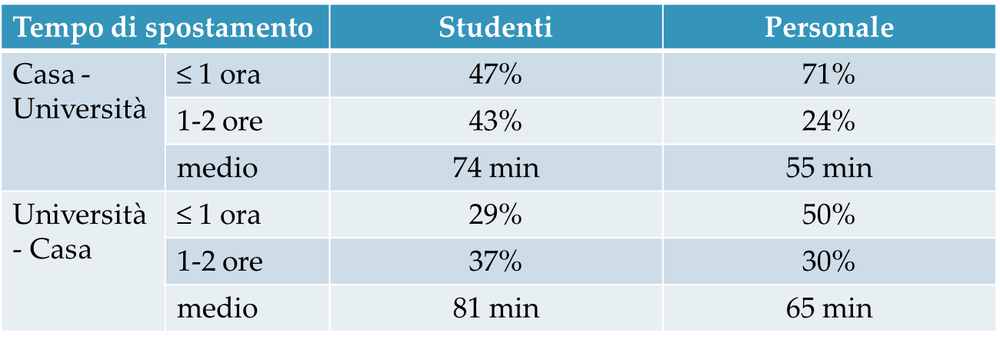 Tempo di spostamento Studenti Personale
Casa - Università ≤ 1 ora 47% 71%
1-2 ore 43% 24%
medio 74 min 55 min
Università - Casa ≤ 1 ora 29% 50%
1-2 ore 37% 30%
medio 81 min 65 min